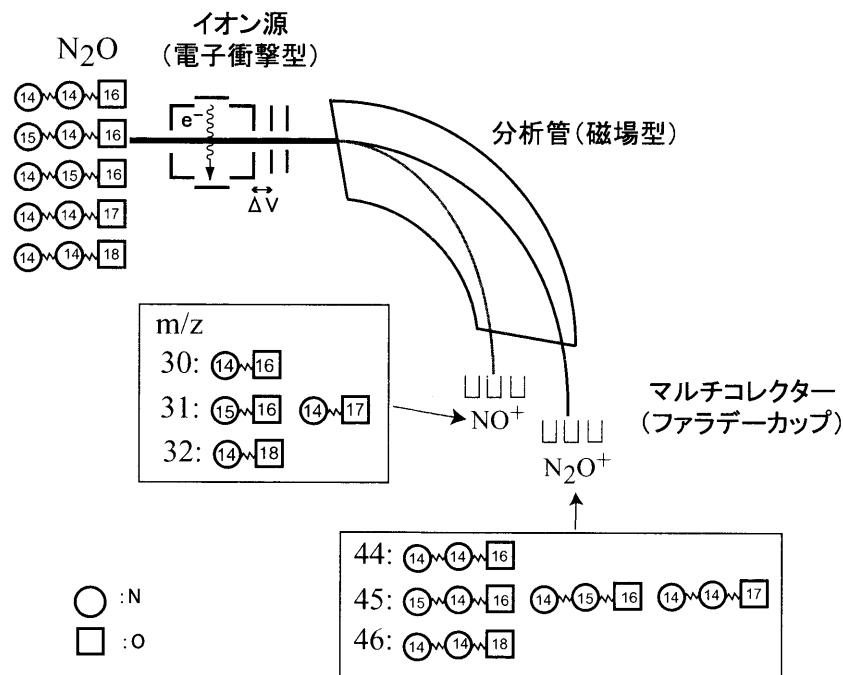 イオン源
(電子衝撃型)
N2O
14 14 16
15 14 16
14 15 16
14 14 17
14 14 18
e−
ΔV
分析管(磁場型)
m/z
30: 14 16
31: 15 16 14 17
32: 14 18
NO+
マルチコレクター
(ファラデーカップ)
N2O+
44: 14 14 16
45: 15 14 16 14 15 16 14 14 17
46: 14 14 18
:N
:O